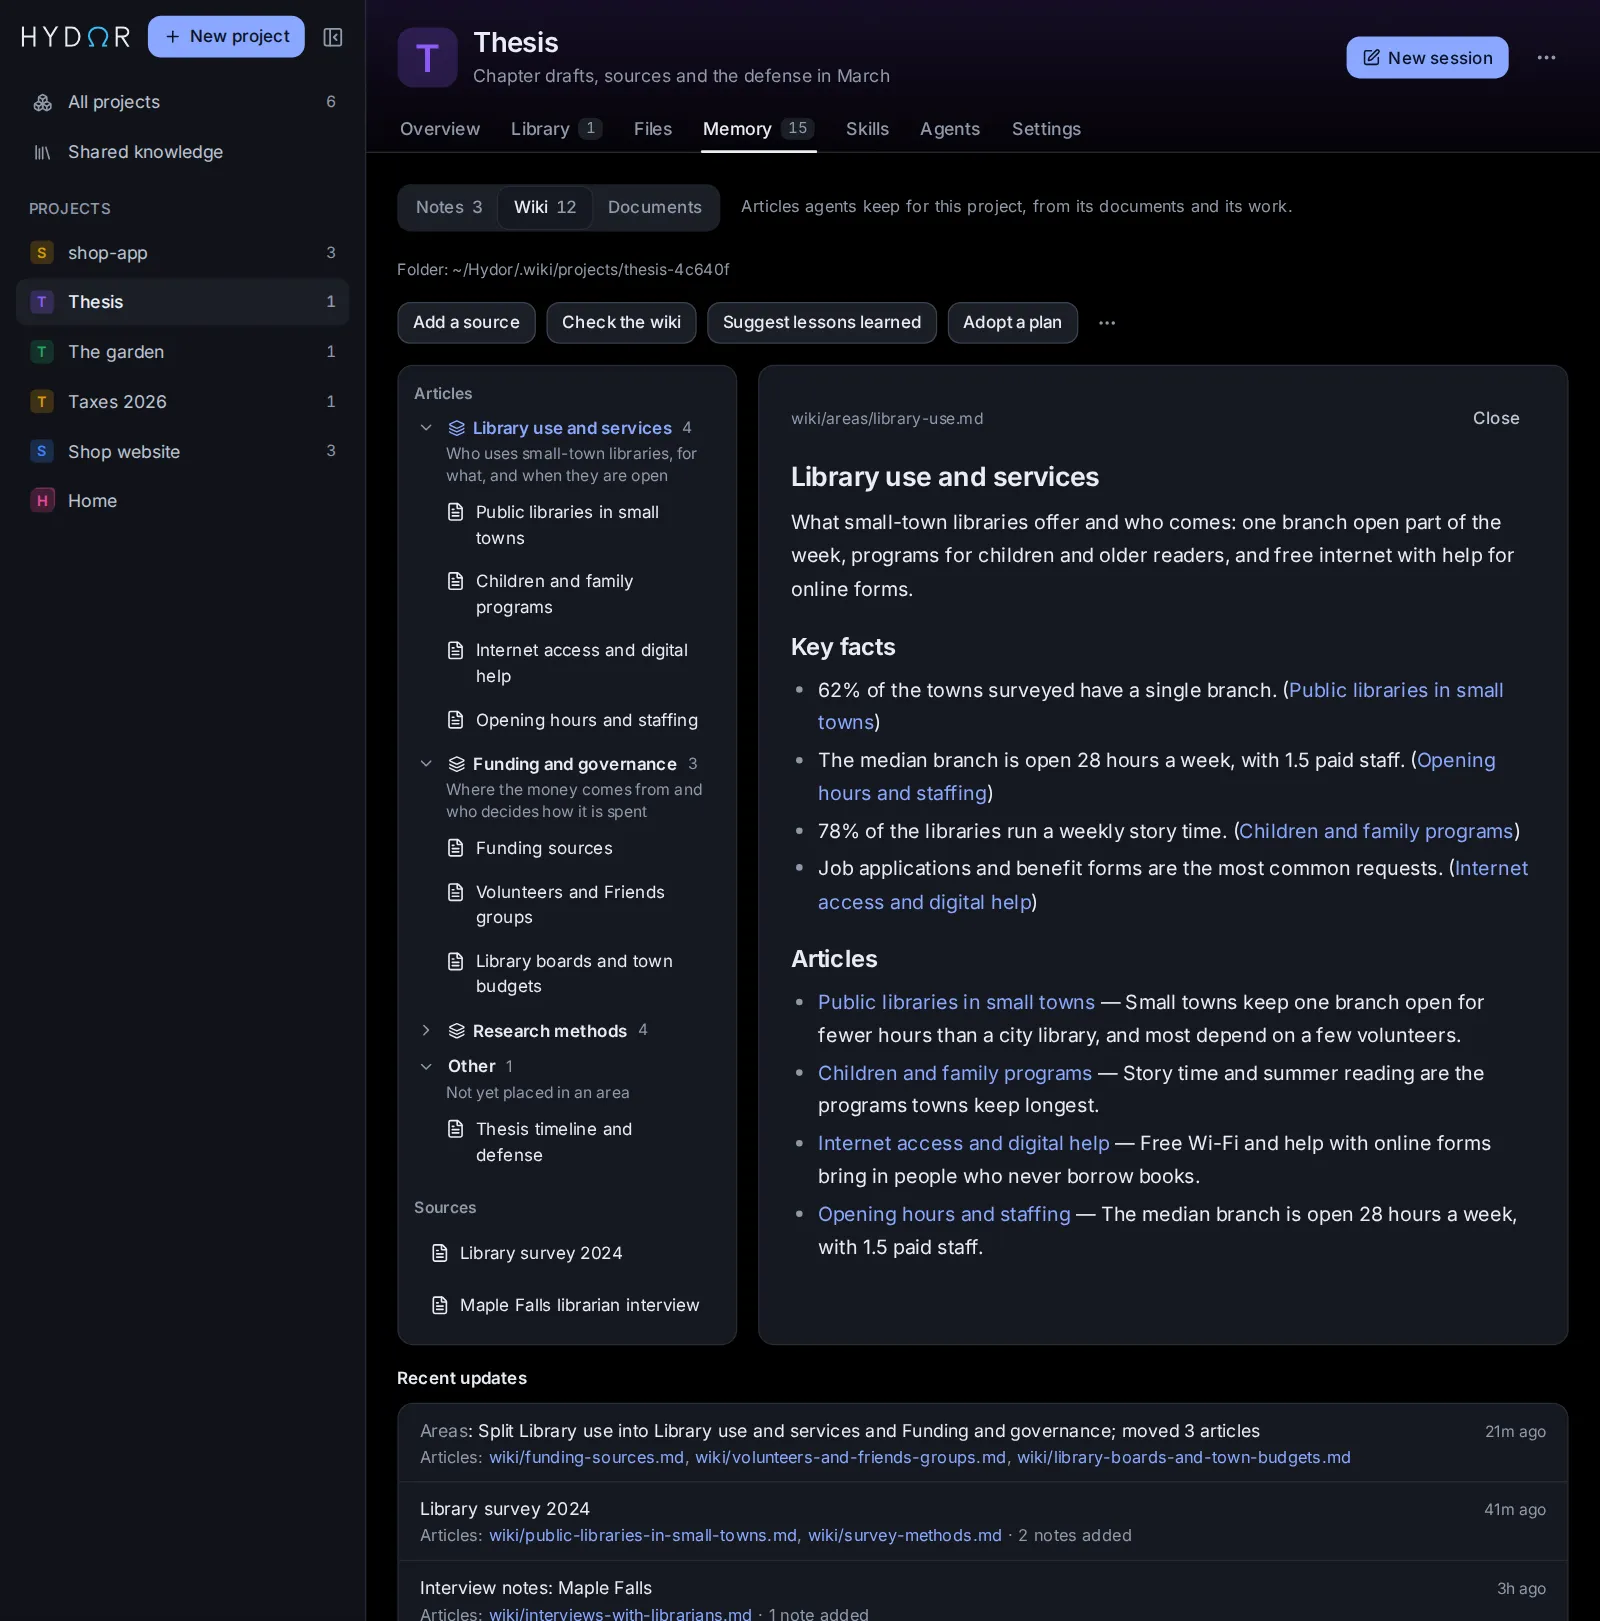 HYDΩR
+ New project
All projects 6
Shared knowledge
PROJECTS
S shop-app 3
T Thesis 1
T The garden 1
T Taxes 2026 1
S Shop website 3
H Home
T
Thesis
Chapter drafts, sources and the defense in March
New session
Overview Library 1 Files Memory 15 Skills Agents Settings
Notes 3 Wiki 12 Documents Articles agents keep for this project, from its documents and its work.
Folder: ~/Hydor/.wiki/projects/thesis-4c640f
Add a source Check the wiki Suggest lessons learned Adopt a plan
Articles
Library use and services 4
Who uses small-town libraries, for
what, and when they are open
Public libraries in small
towns
Children and family
programs
Internet access and digital
help
Opening hours and staffing
Funding and governance 3
Where the money comes from and
who decides how it is spent
Funding sources
Volunteers and Friends
groups
Library boards and town
budgets
Research methods 4
Other 1
Not yet placed in an area
Thesis timeline and
defense
Sources
Library survey 2024
Maple Falls librarian interview
wiki/areas/library-use.md Close
Library use and services
What small-town libraries offer and who comes: one branch open part of the
week, programs for children and older readers, and free internet with help for
online forms.
Key facts
• 62% of the towns surveyed have a single branch. (Public libraries in small
towns)
• The median branch is open 28 hours a week, with 1.5 paid staff. (Opening
hours and staffing)
• 78% of the libraries run a weekly story time. (Children and family programs)
• Job applications and benefit forms are the most common requests. (Internet
access and digital help)
Articles
• Public libraries in small towns — Small towns keep one branch open for
fewer hours than a city library, and most depend on a few volunteers.
• Children and family programs — Story time and summer reading are the
programs towns keep longest.
• Internet access and digital help — Free Wi-Fi and help with online forms
bring in people who never borrow books.
• Opening hours and staffing — The median branch is open 28 hours a week,
with 1.5 paid staff.
Recent updates
Areas: Split Library use into Library use and services and Funding and governance; moved 3 articles 21m ago
Articles: wiki/funding-sources.md, wiki/volunteers-and-friends-groups.md, wiki/library-boards-and-town-budgets.md
Library survey 2024 41m ago
Articles: wiki/public-libraries-in-small-towns.md, wiki/survey-methods.md · 2 notes added
Interview notes: Maple Falls 3h ago
Articles: wiki/interviews-with-librarians.md · 1 note added